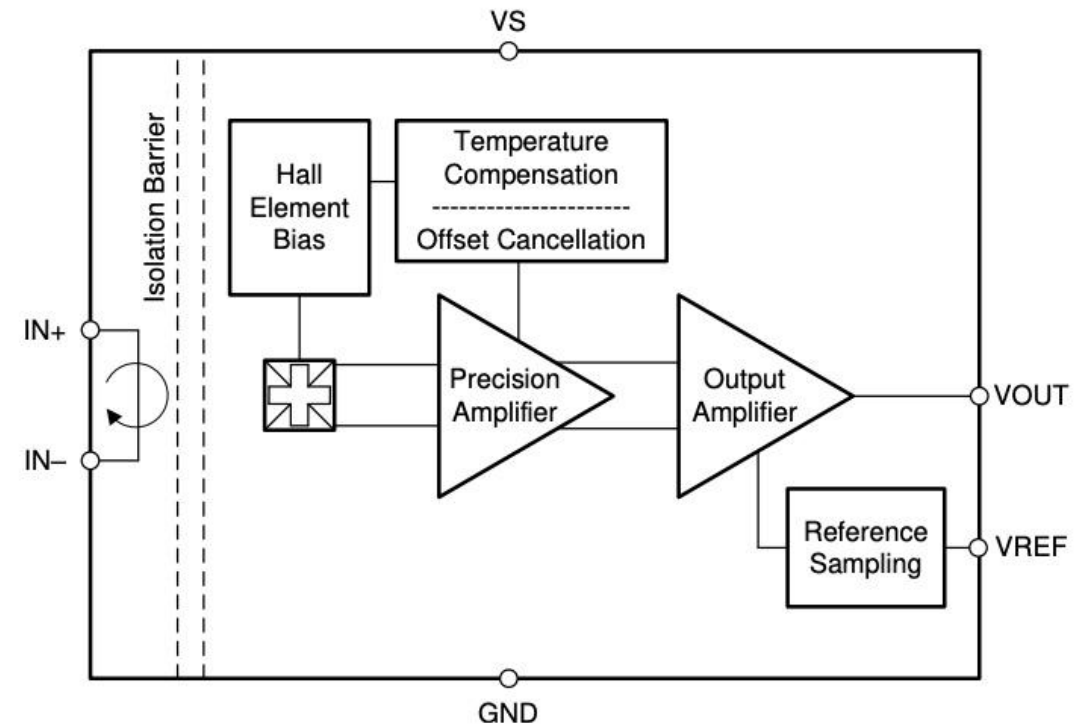 VS
Isolation Barrier
Hall
Element
Bias
Temperature
Compensation
Offset Cancellation
IN+
IN–
Precision
Amplifier
Output
Amplifier
VOUT
Reference
Sampling
VREF
GND